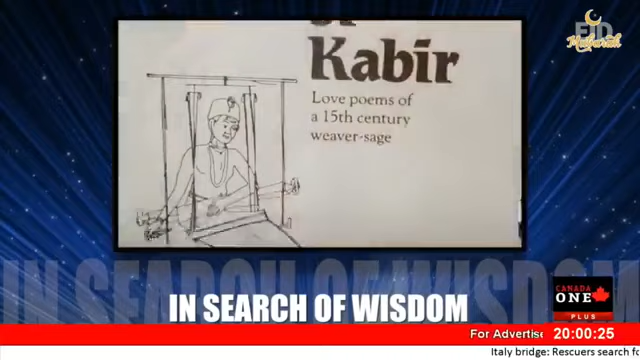 EID
Mubarak
of
Kabir
Love poems of
a 15th century
weaver-sage
IN SEARCH OF WISDOM
IN SEARCH OF WISDOM
CANADA
ONE
PLUS
For Advertise
20:00:25
Italy bridge: Rescuers search fo